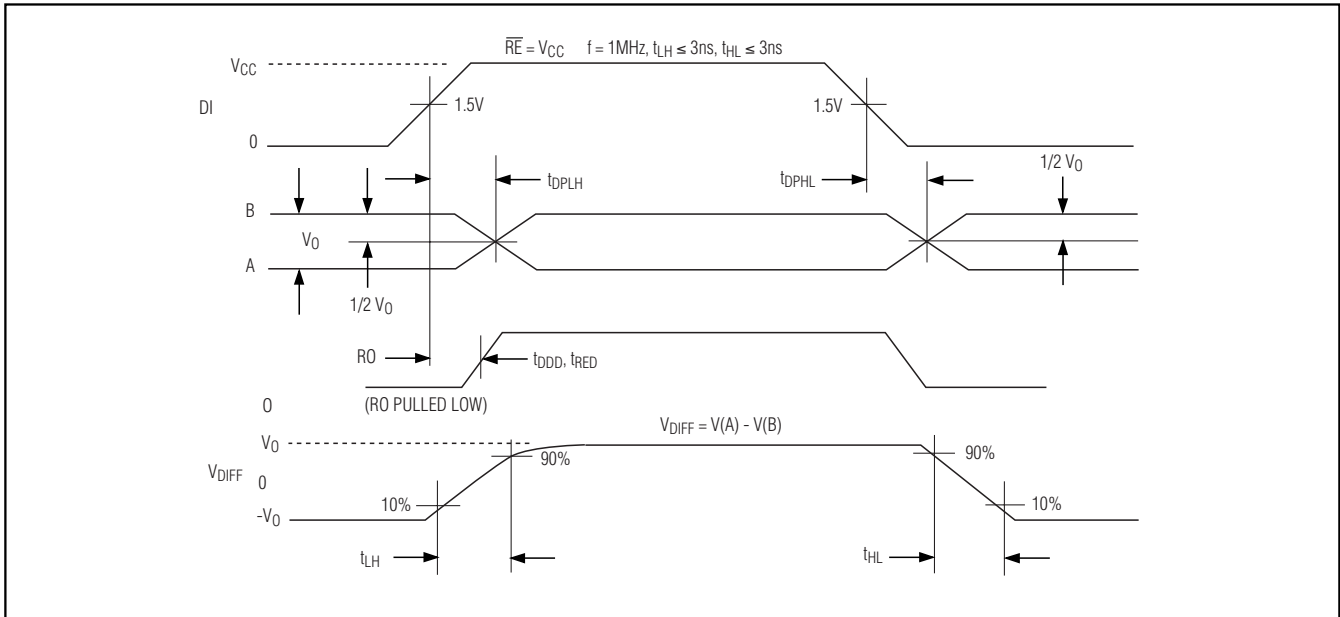 RE = VCC f = 1MHz, tLH ≤ 3ns, tHL ≤ 3ns
VCC
DI
1.5V
1.5V
0
1/2 VO
tDPLH
tDPHL
B
VO
A
1/2 VO
RO
tDDD, tRED
0
(RO PULLED LOW)
VDIFF = V(A) - V(B)
VO
90%
90%
VDIFF
0
10%
10%
-VO
tLH
tHL